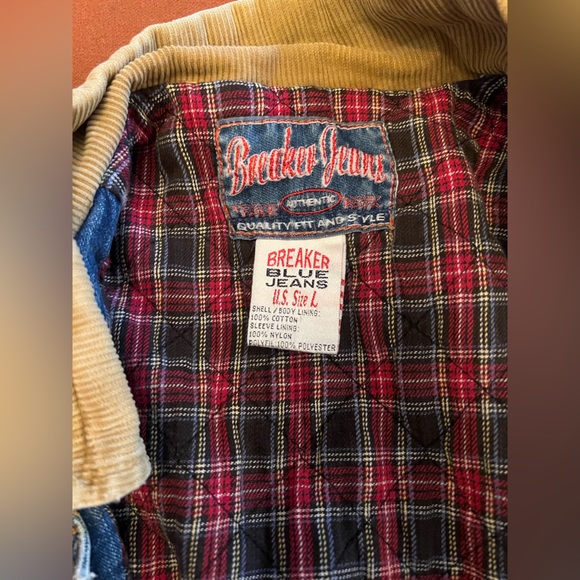 Breaker Jeans
AUTHENTIC
QUALITY FIT AND STYLE
BREAKER
BLUE
JEANS
U.S. Size L
SHELL/BODY LINING:
100% COTTON
SLEEVE LINING:
100% NYLON
POLYFIL:100% POLYESTER